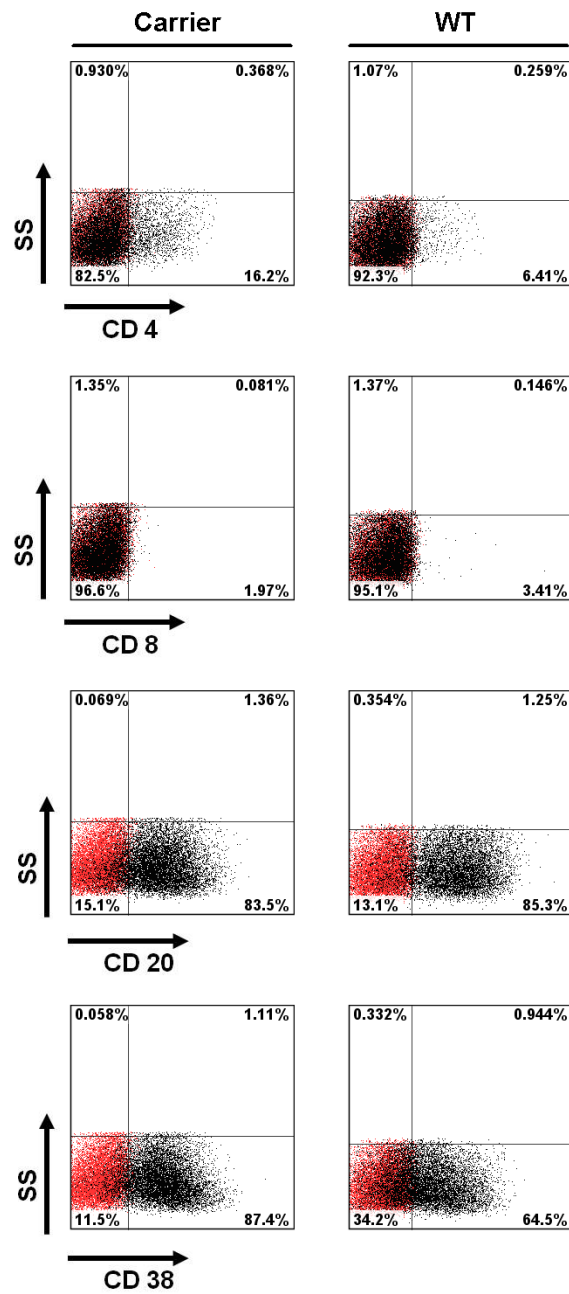 Carrier WT
0.930% 0.368% 1.07% 0.259%
SS
82.5% 16.2% 92.3% 6.41%
CD 4
1.35% 0.081% 1.37% 0.146%
SS
96.6% 1.97% 95.1% 3.41%
CD 8
0.069% 1.36% 0.354% 1.25%
SS
15.1% 83.5% 13.1% 85.3%
CD 20
0.058% 1.11% 0.332% 0.944%
SS
11.5% 87.4% 34.2% 64.5%
CD 38